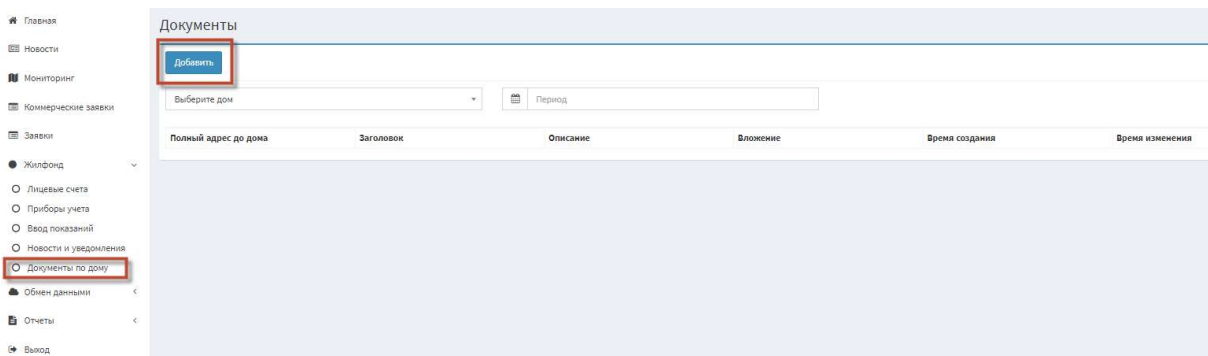 Главная
Новости
Мониторинг
Коммерческие заявки
Заявки
Жилфонд
Лицевые счета
Приборы учета
Ввод показаний
Новости и уведомления
Документы по дому
Обмен данными
Отчеты
Выход
Документы
Добавить
Выберите дом Период
Полный адрес до дома Заголовок Описание Вложение Время создания Время изменения